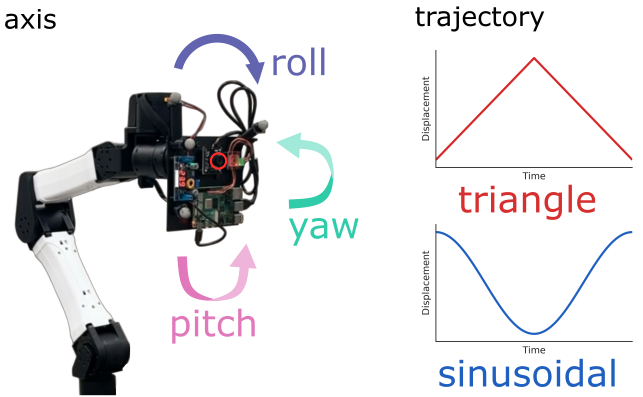 axis
roll
yaw
pitch
trajectory
Displacement
Time
triangle
Displacement
Time
sinusoidal